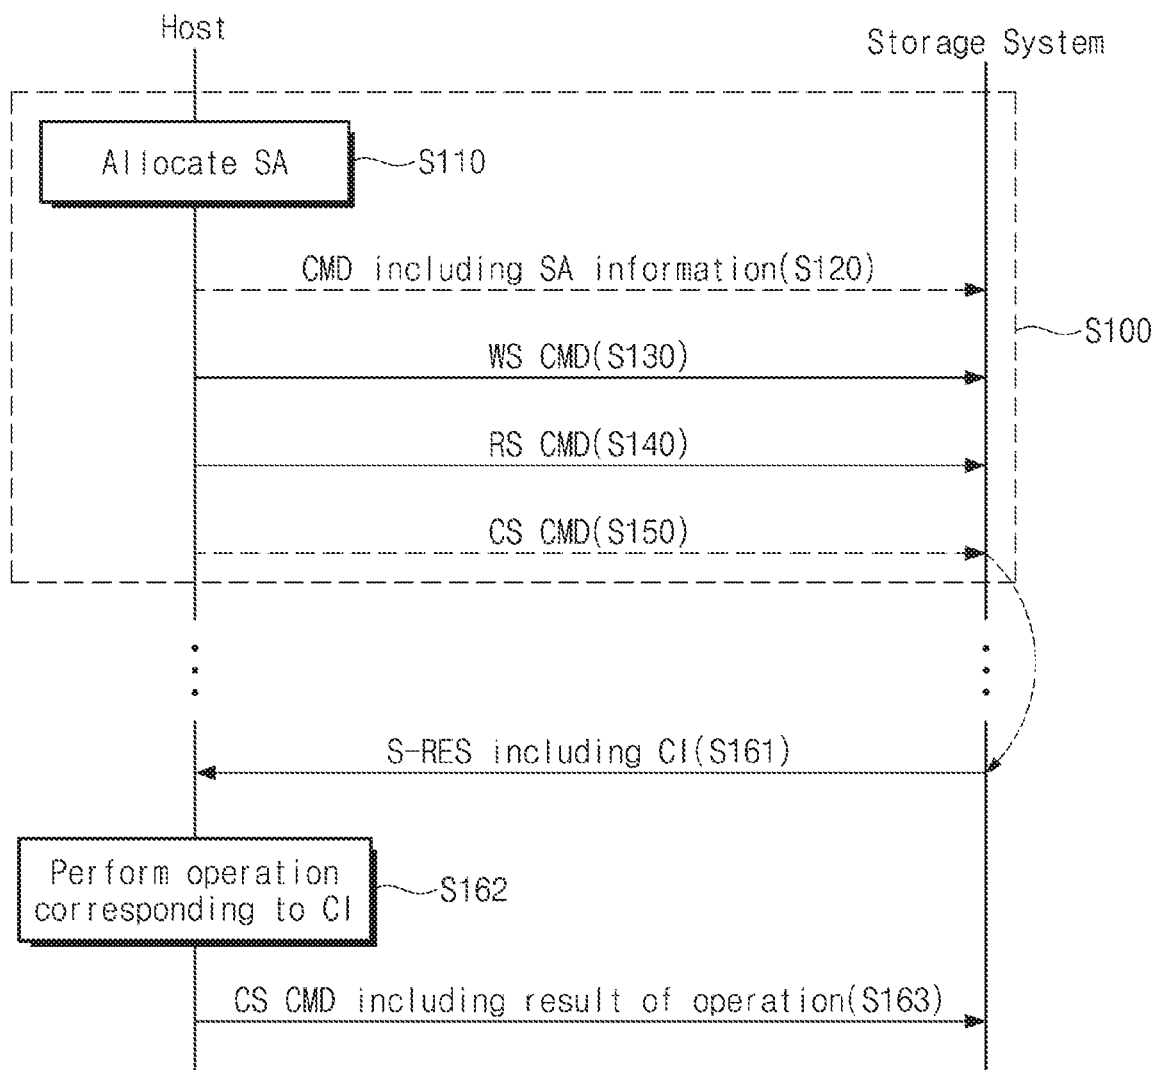 Host
Storage System
Allocate SA
S110
CMD including SA information(S120)
WS CMD(S130)
S100
RS CMD(S140)
CS CMD(S150)
S-RES including CI(S161)
Perform operation
corresponding to CI
S162
CS CMD including result of operation(S163)